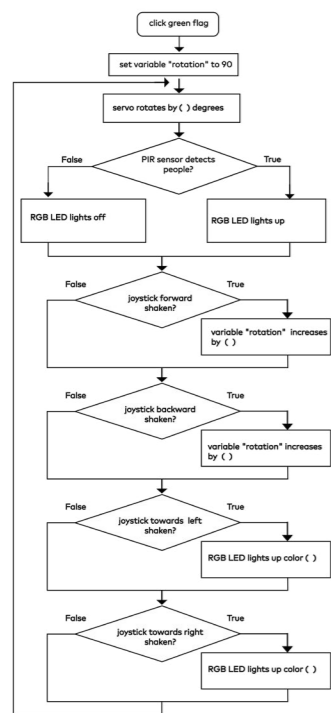 click green flag
set variable "rotation" to 90
servo rotates by ( ) degrees
False
True
PIR sensor detects
people?
RGB LED lights off
RGB LED lights up
False
True
joystick forward
shaken?
variable "rotation" increases
by ( )
False
True
joystick backward
shaken?
variable "rotation" increases
by ( )
False
True
joystick towards left
shaken?
RGB LED lights up color ( )
False
True
joystick towards right
shaken?
RGB LED lights up color ( )